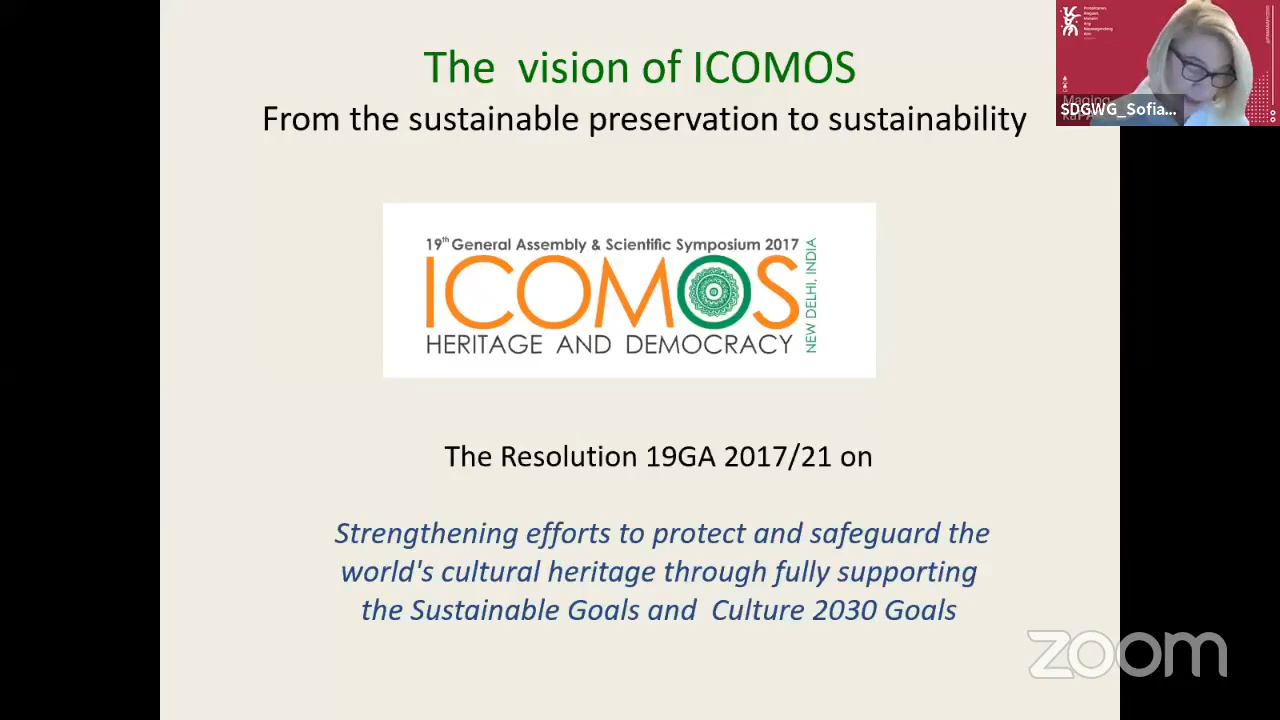 The vision of ICOMOS
From the sustainable preservation to sustainability
19th General Assembly & Scientific Symposium 2017
ICOMOS
HERITAGE AND DEMOCRACY
NEW DELHI, INDIA
The Resolution 19GA 2017/21 on
Strengthening efforts to protect and safeguard the
world's cultural heritage through fully supporting
the Sustainable Goals and Culture 2030 Goals
SDGWG_Sofia...
zoom